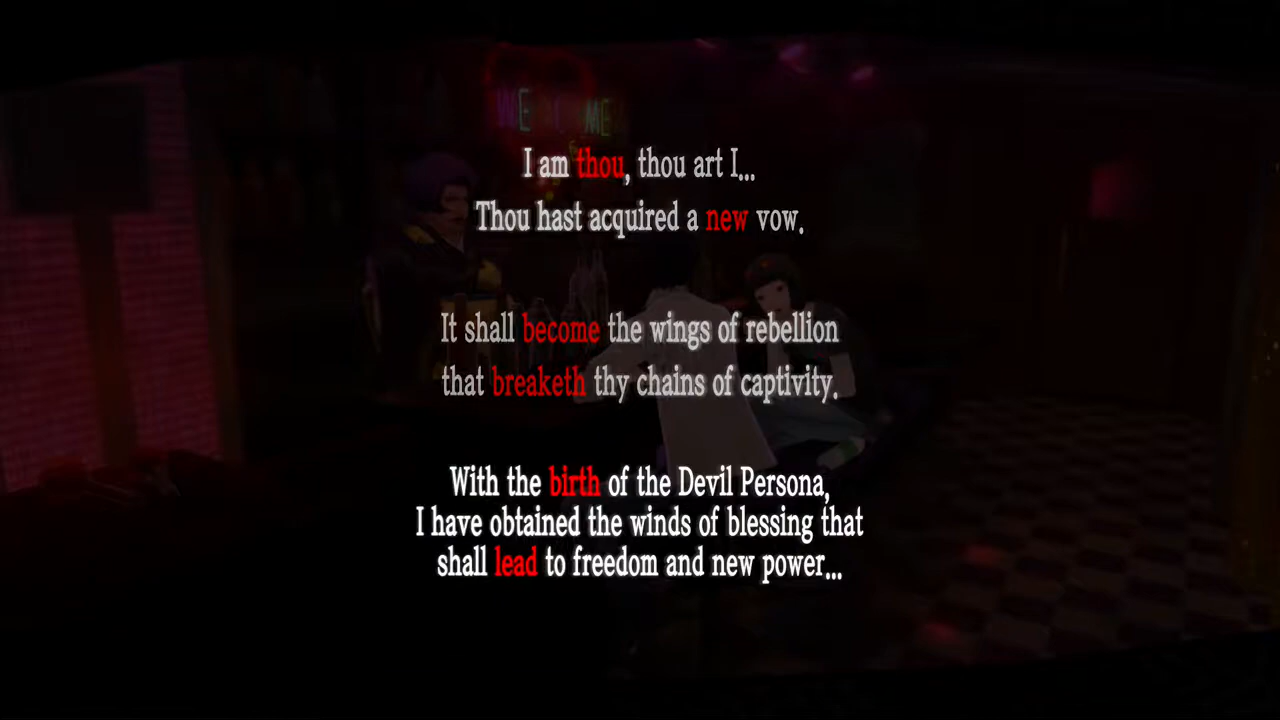 I am thou, thou art I...
Thou hast acquired a new vow.
It shall become the wings of rebellion
that breaketh thy chains of captivity.
With the birth of the Devil Persona,
I have obtained the winds of blessing that
shall lead to freedom and new power...